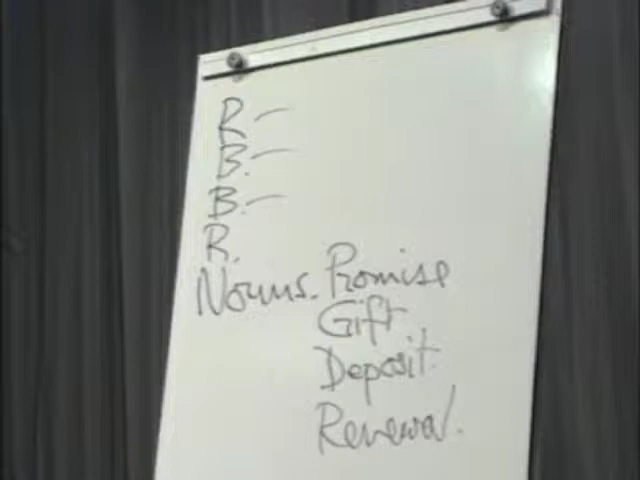 R-
B.-
B.-
R.
Nouns. Promise
Gift
Deposit.
Renewal.